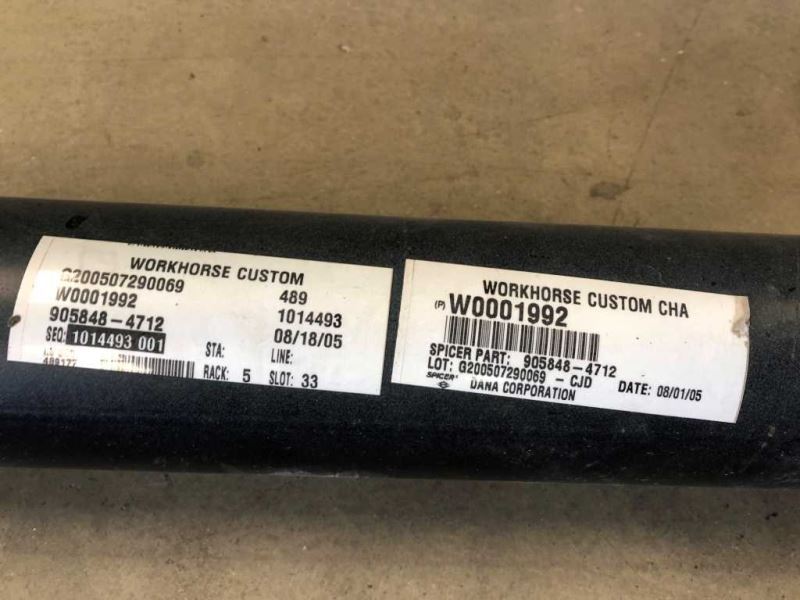 WORKHORSE CUSTOM
G200507290069
W0001992 489
905848-4712 1014493
SEQ: 1014493 001 08/18/05
STA: LINE:
RACK: 5 SLOT: 33
WORKHORSE CUSTOM CHA
(P) W0001992
SPICER PART: 905848-4712
LOT: G200507290069 - CJD
SPICER DANA CORPORATION DATE: 08/01/05